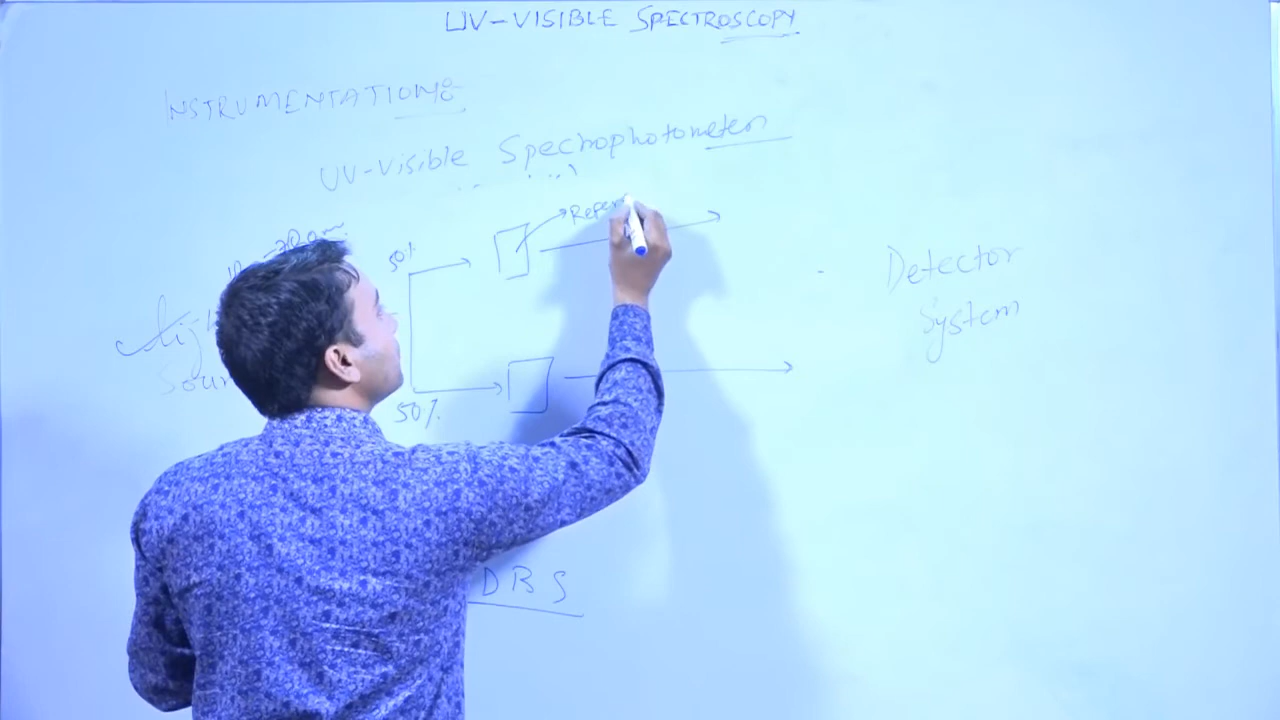 UV-VISIBLE SPECTROSCOPY
INSTRUMENTATION:
UV-Visible Spectrophotometer
50%
Detector
System
50%
DBS